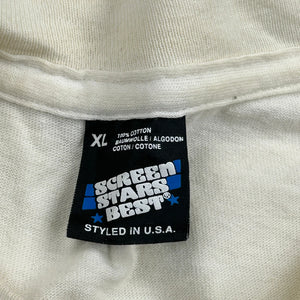 XL
100% COTTON
BAUMWOLLE / ALGODON
COTON / COTONE
SCREEN
STARS
BEST®
STYLED IN U.S.A.